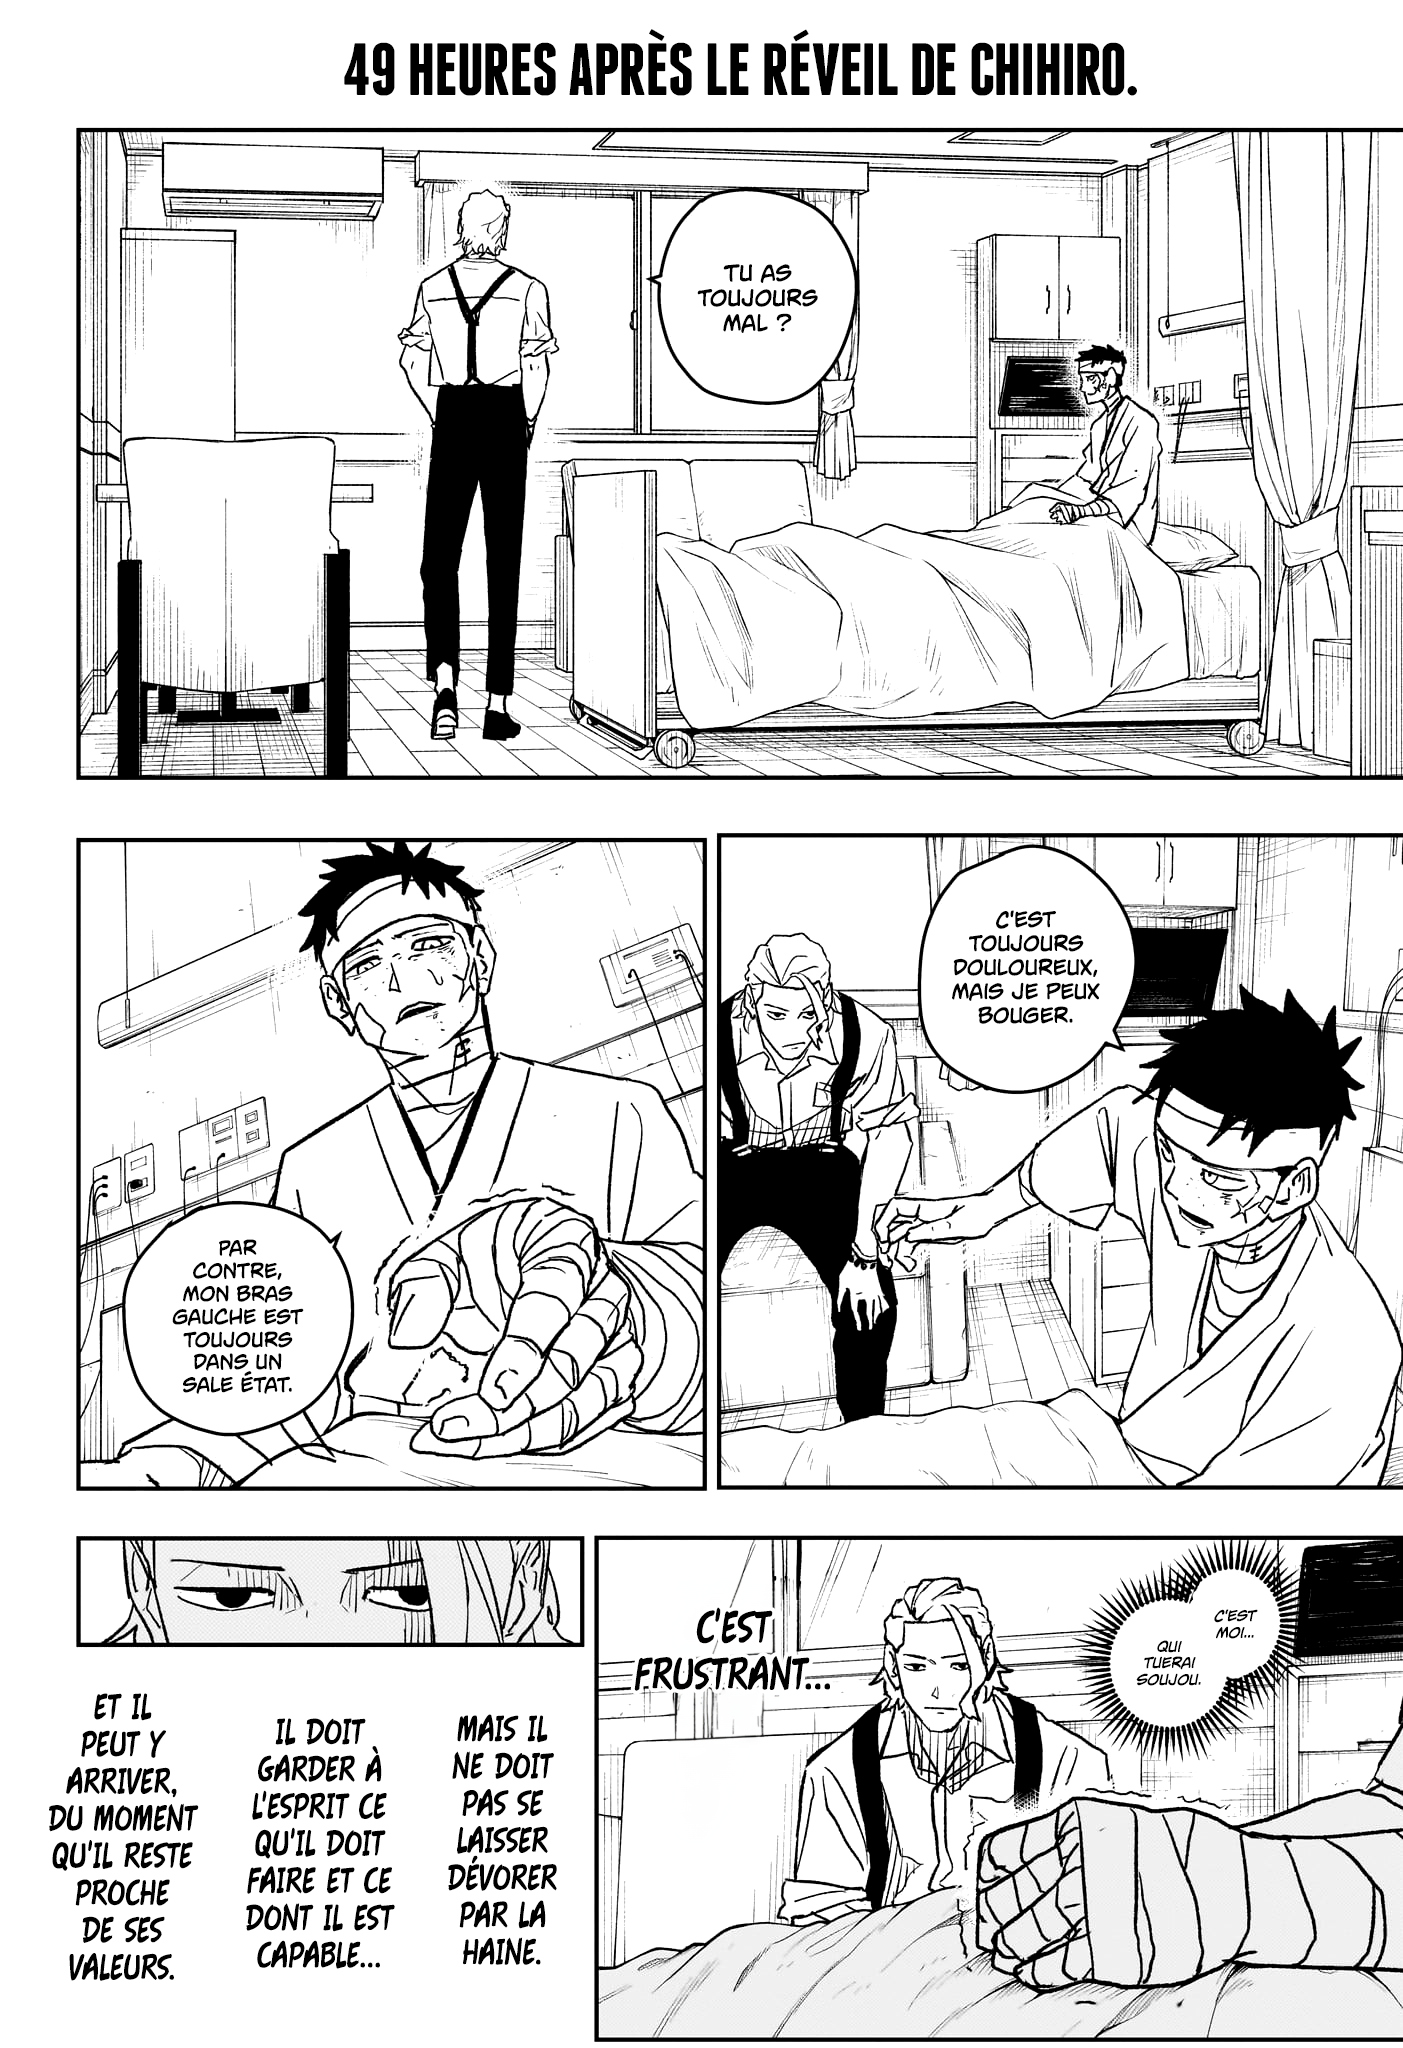 49 HEURES APRÈS LE RÉVEIL DE CHIHIRO.
TU AS
TOUJOURS
MAL ?
C'EST
TOUJOURS
DOULOUREUX,
MAIS JE PEUX
BOUGER.
PAR
CONTRE,
MON BRAS
GAUCHE EST
TOUJOURS
DANS UN
SALE ÉTAT.
C'EST
MOI...
QUI
TUERAI
SOUJOU.
C'EST
FRUSTRANT...
MAIS IL
NE DOIT
PAS SE
LAISSER
DÉVORER
PAR LA
HAINE.
IL DOIT
GARDER À
L'ESPRIT CE
QU'IL DOIT
FAIRE ET CE
DONT IL EST
CAPABLE...
ET IL
PEUT Y
ARRIVER,
DU MOMENT
QU'IL RESTE
PROCHE
DE SES
VALEURS.